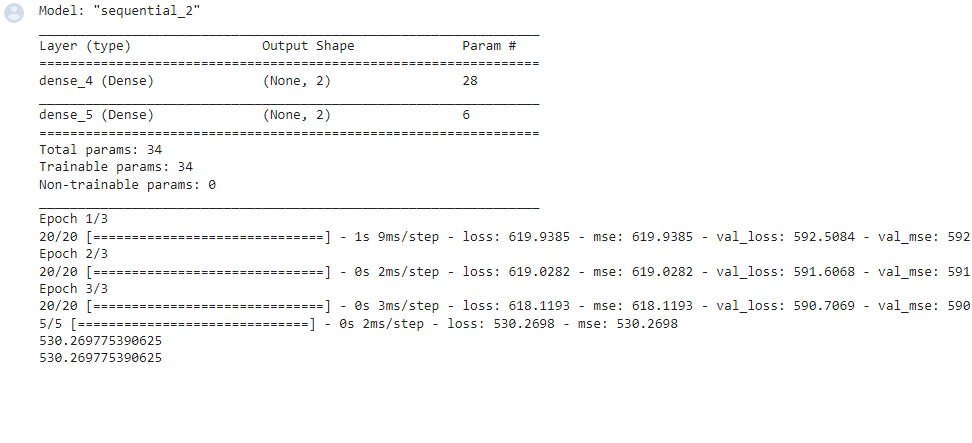 Model: "sequential_2"
_________________________________________________________________
Layer (type)                 Output Shape              Param #
=================================================================
dense_4 (Dense)              (None, 2)                 28
_________________________________________________________________
dense_5 (Dense)              (None, 2)                 6
=================================================================
Total params: 34
Trainable params: 34
Non-trainable params: 0
_________________________________________________________________
Epoch 1/3
20/20 [==============================] - 1s 9ms/step - loss: 619.9385 - mse: 619.9385 - val_loss: 592.5084 - val_mse: 592
Epoch 2/3
20/20 [==============================] - 0s 2ms/step - loss: 619.0282 - mse: 619.0282 - val_loss: 591.6068 - val_mse: 591
Epoch 3/3
20/20 [==============================] - 0s 3ms/step - loss: 618.1193 - mse: 618.1193 - val_loss: 590.7069 - val_mse: 590
5/5 [==============================] - 0s 2ms/step - loss: 530.2698 - mse: 530.2698
530.269775390625
530.269775390625